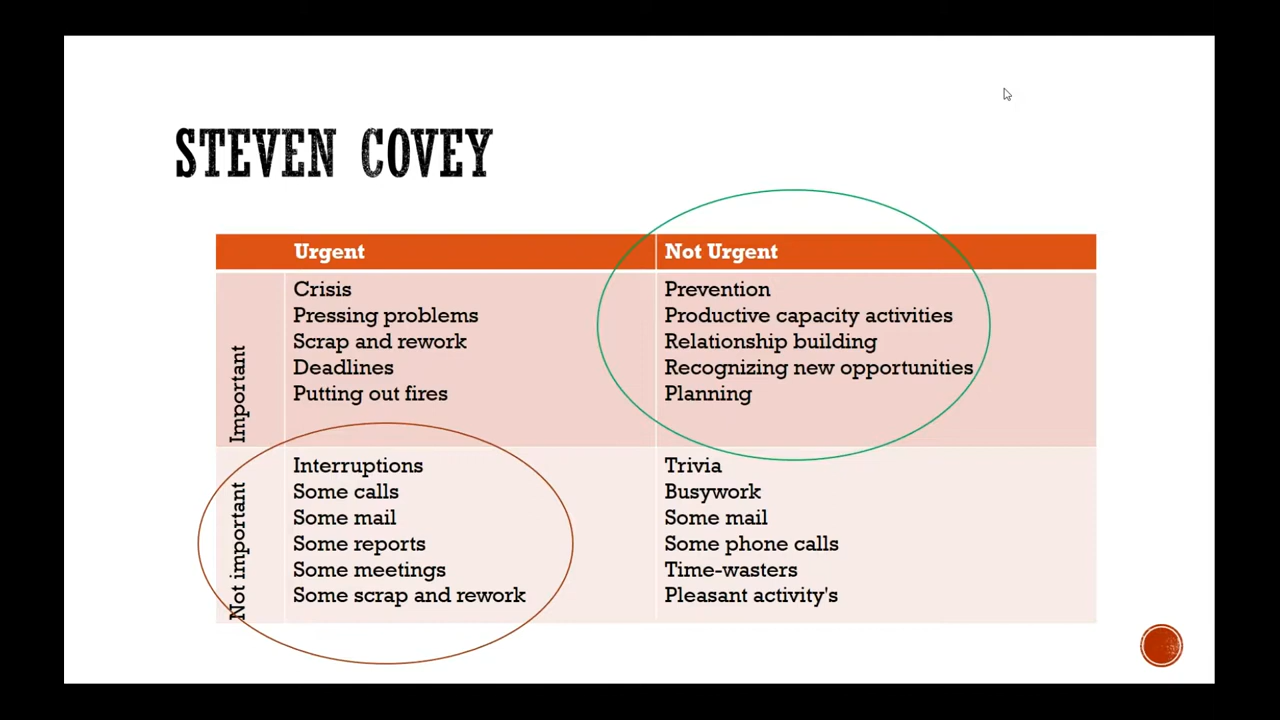 STEVEN COVEY
Urgent
Not Urgent
Important
Crisis
Pressing problems
Scrap and rework
Deadlines
Putting out fires
Prevention
Productive capacity activities
Relationship building
Recognizing new opportunities
Planning
Not important
Interruptions
Some calls
Some mail
Some reports
Some meetings
Some scrap and rework
Trivia
Busywork
Some mail
Some phone calls
Time-wasters
Pleasant activity's